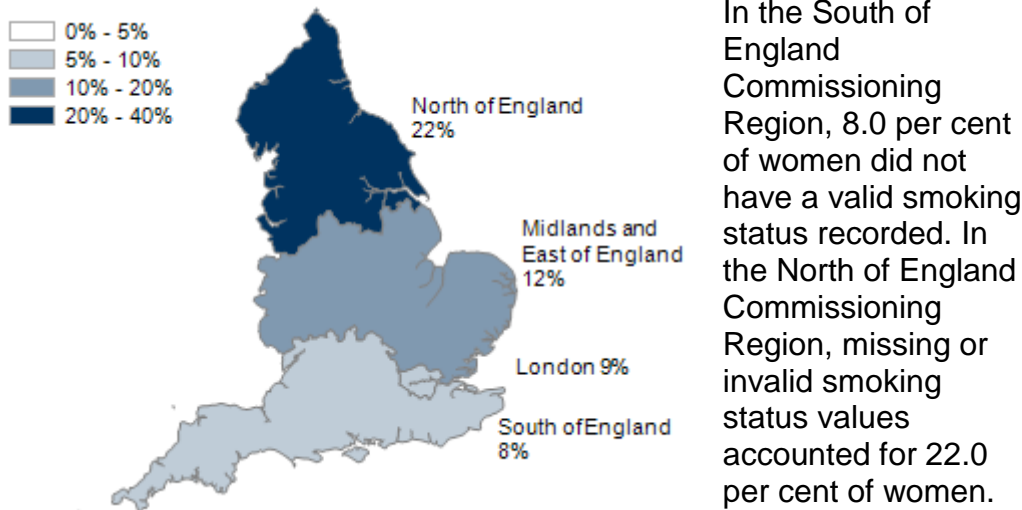 0% - 5%
5% - 10%
10% - 20%
20% - 40%
North of England
22%
Midlands and
East of England
12%
London 9%
South of England
8%
In the South of
England
Commissioning
Region, 8.0 per cent
of women did not
have a valid smoking
status recorded. In
the North of England
Commissioning
Region, missing or
invalid smoking
status values
accounted for 22.0
per cent of women.